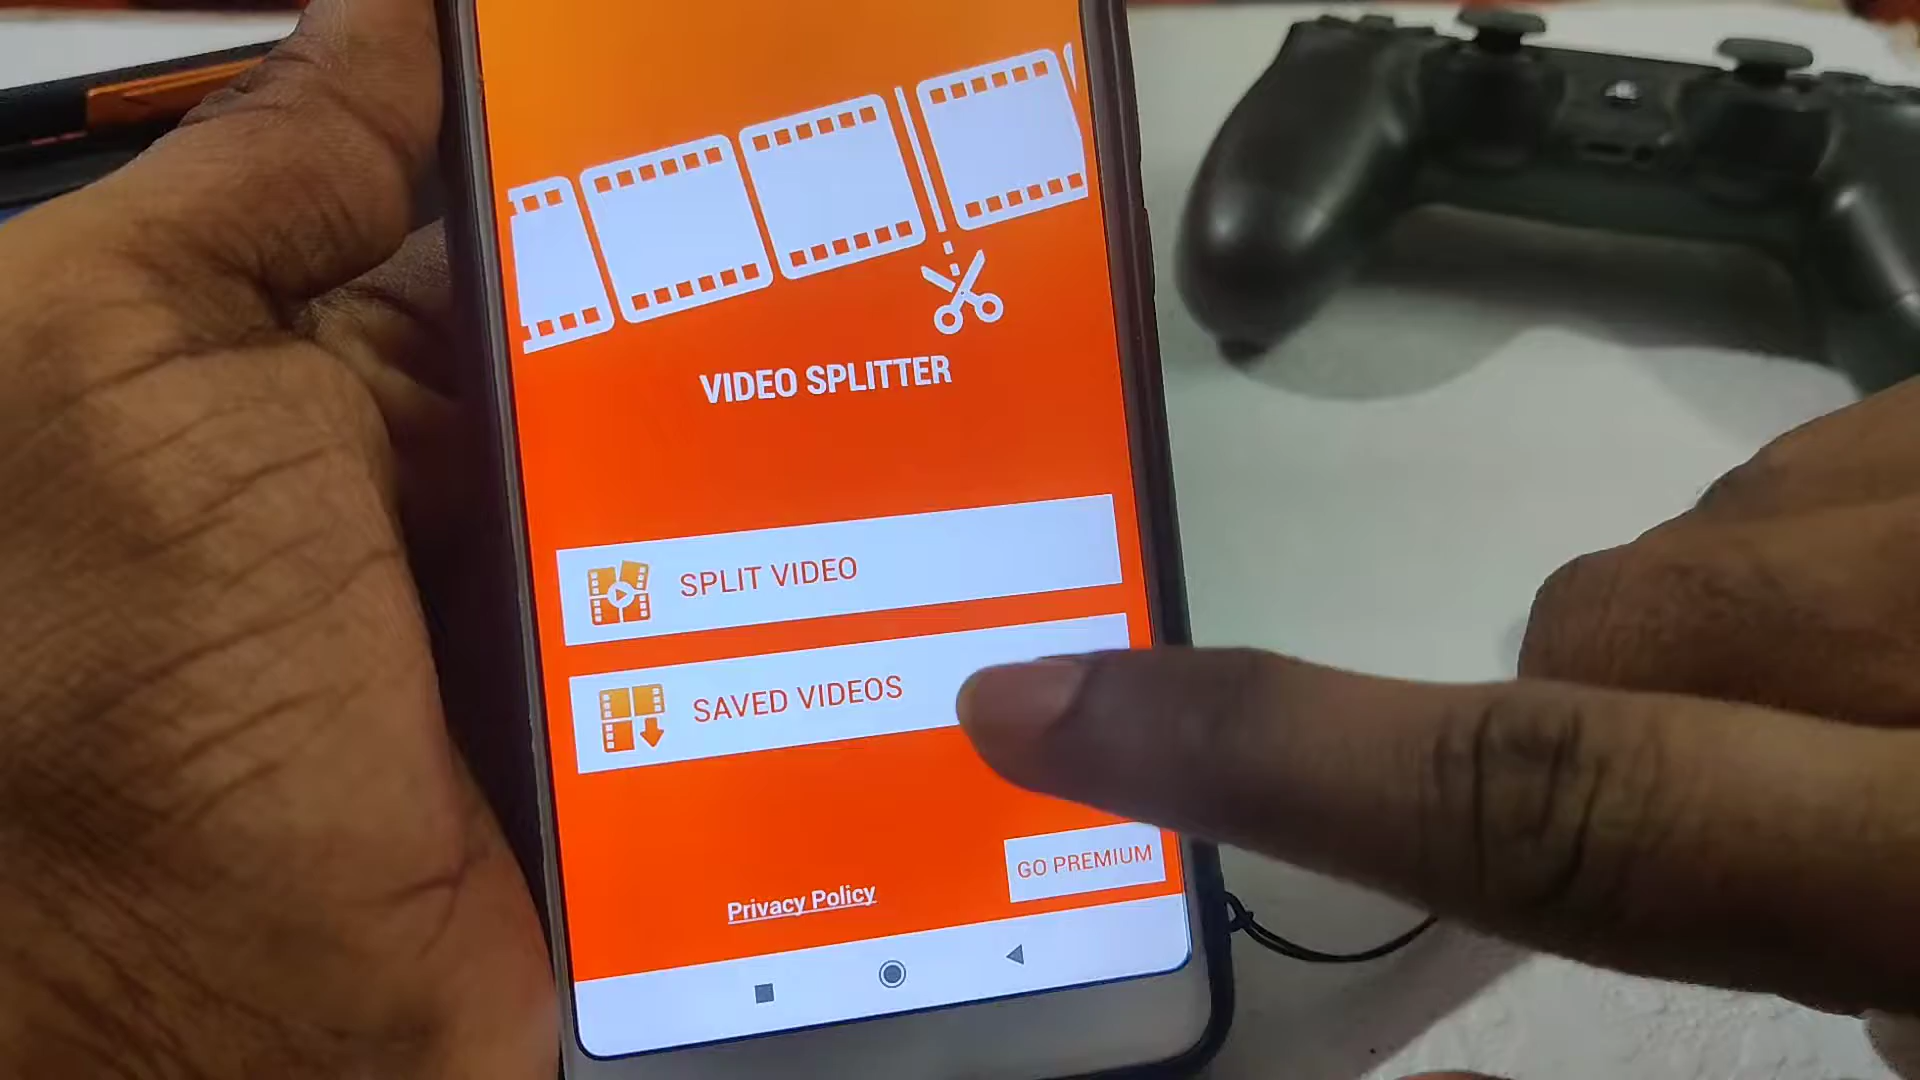 VIDEO SPLITTER
SPLIT VIDEO
SAVED VIDEOS
GO PREMIUM
Privacy Policy